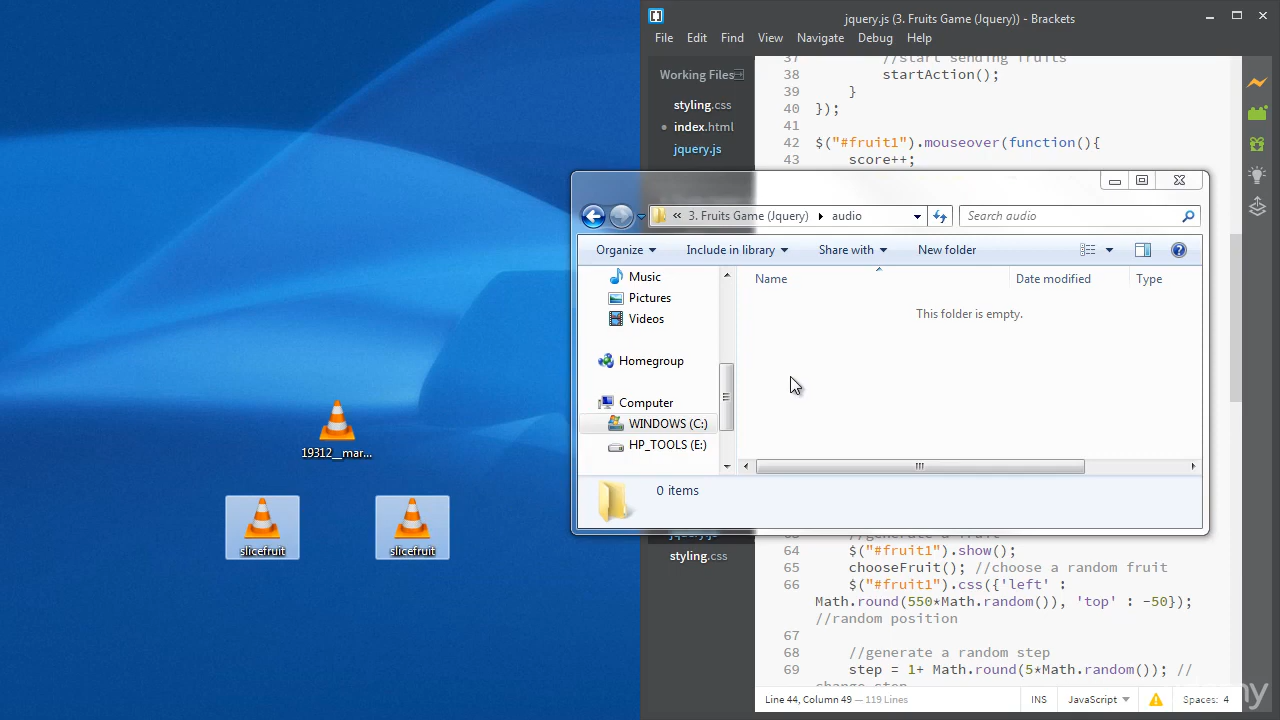 jquery.js (3. Fruits Game (Jquery)) - Brackets
File Edit Find View Navigate Debug Help
Working Files
styling.css
index.html
jquery.js
38 startAction();
39 }
40 });
41
42 $("#fruit1").mouseover(function(){
43 score++;
3. Fruits Game (Jquery) audio
Search audio
Organize Include in library Share with New folder
Music
Pictures
Videos
Homegroup
Computer
WINDOWS (C:)
HP_TOOLS (E:)
Name Date modified Type
This folder is empty.
0 items
19312__mar...
slicefruit
slicefruit
styling.css
64 $("#fruit1").show();
65 chooseFruit(); //choose a random fruit
66 $("#fruit1").css({'left' :
Math.round(550*Math.random()), 'top' : -50});
//random position
67
68 //generate a random step
69 step = 1+ Math.round(5*Math.random()); //
Line 44, Column 49 — 119 Lines
INS JavaScript Spaces: 4